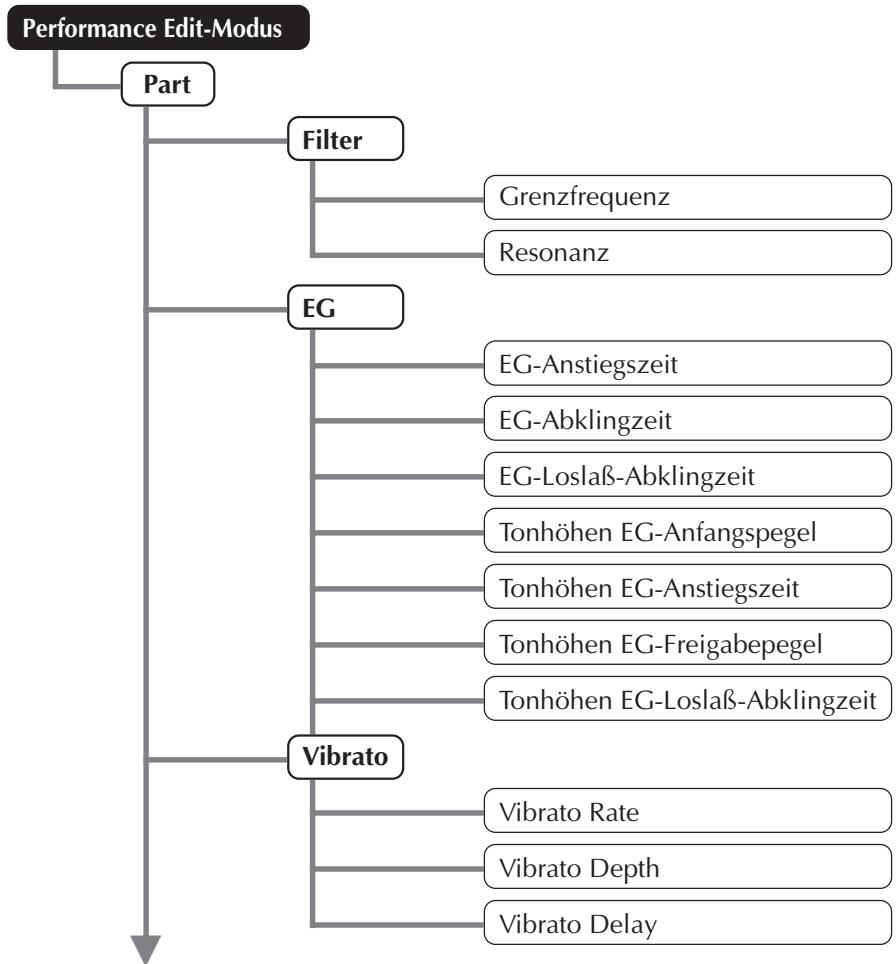 Performance Edit-Modus
Part
Filter
Grenzfrequenz
Resonanz
EG
EG-Anstiegszeit
EG-Abklingzeit
EG-Loslaß-Abklingzeit
Tonhöhen EG-Anfangspegel
Tonhöhen EG-Anstiegszeit
Tonhöhen EG-Freigabepegel
Tonhöhen EG-Loslaß-Abklingzeit
Vibrato
Vibrato Rate
Vibrato Depth
Vibrato Delay